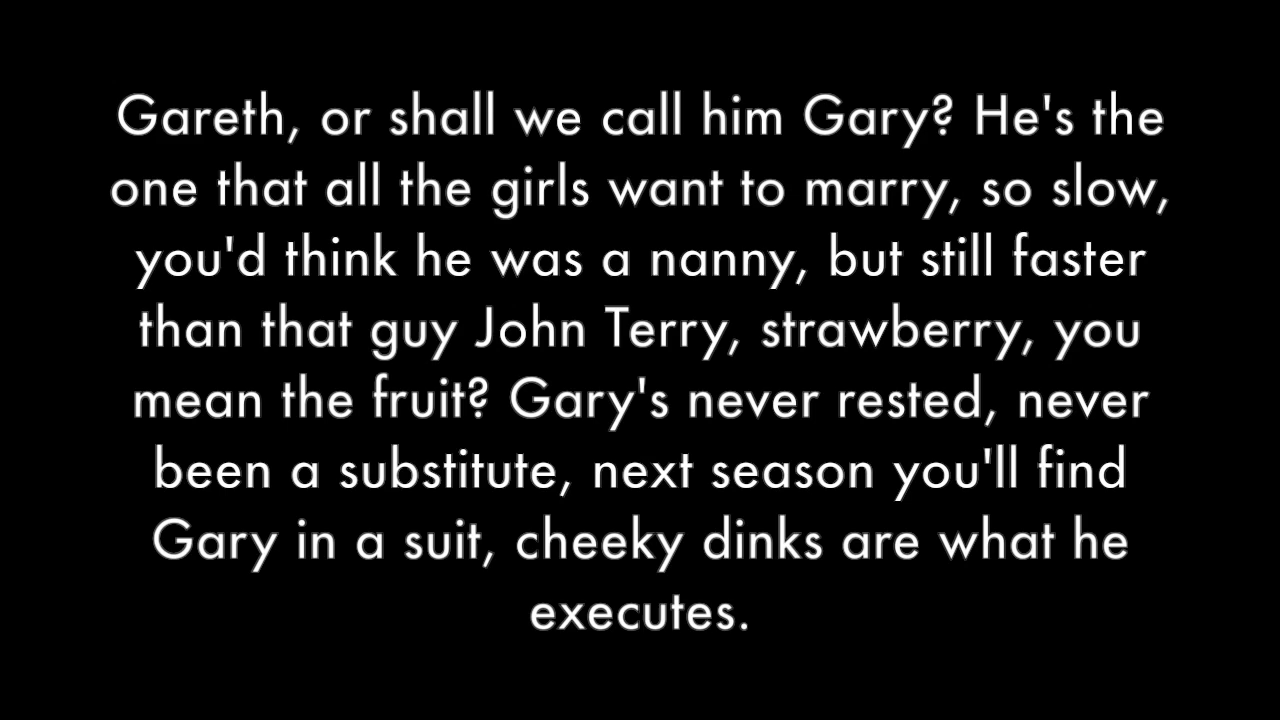 Gareth, or shall we call him Gary? He's the
one that all the girls want to marry, so slow,
you'd think he was a nanny, but still faster
than that guy John Terry, strawberry, you
mean the fruit? Gary's never rested, never
been a substitute, next season you'll find
Gary in a suit, cheeky dinks are what he
executes.